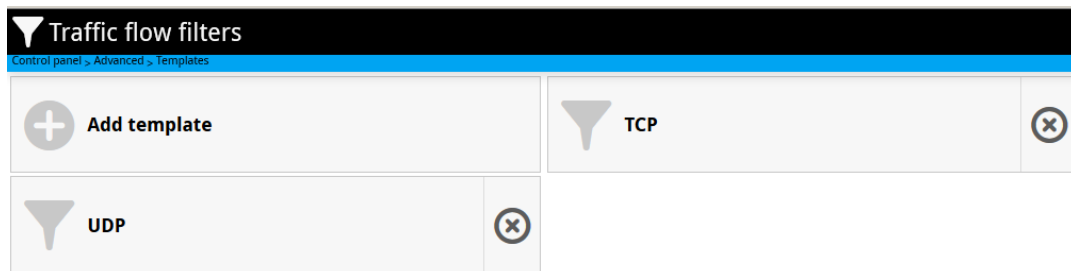 Traffic flow filters
Control panel > Advanced > Templates
Add template
TCP
UDP